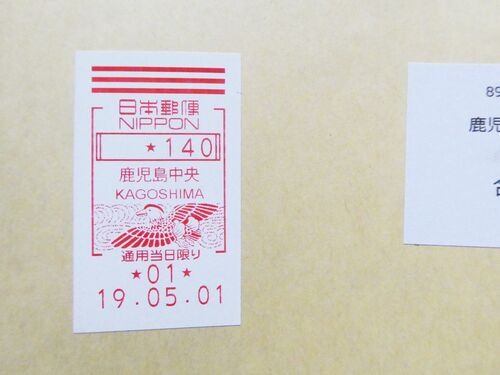 日本郵便
NIPPON
★140
鹿児島中央
KAGOSHIMA
通用当日限り
★01★
19.05.01
89
鹿児